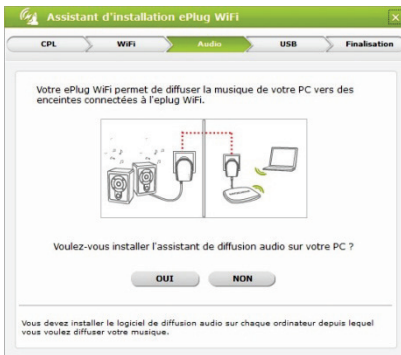 Assistant d'installation ePlug WiFi
CPL
WiFi
Audio
USB
Finalisation
Votre ePlug WiFi permet de diffuser la musique de votre PC vers des
enceintes connectées à l'eplug WiFi.
Voulez-vous installer l'assistant de diffusion audio sur votre PC ?
OUI
NON
Vous devez installer le logiciel de diffusion audio sur chaque ordinateur depuis lequel
vous voulez diffuser votre musique.